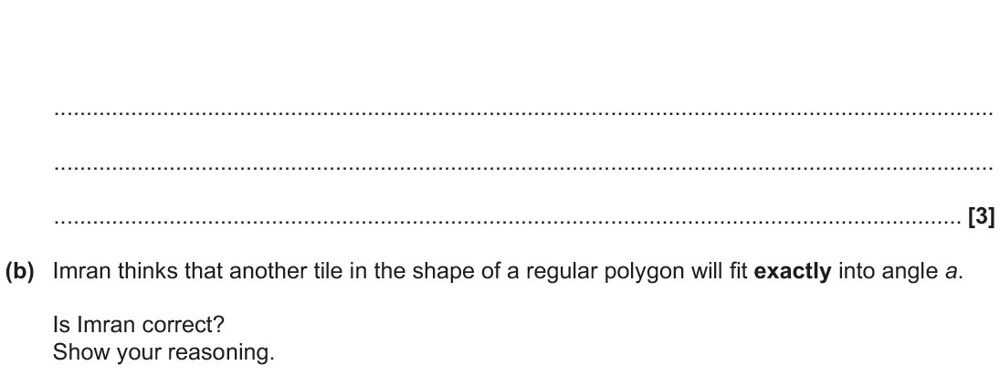 [3]
(b) Imran thinks that another tile in the shape of a regular polygon will fit exactly into angle a.
Is Imran correct?
Show your reasoning.